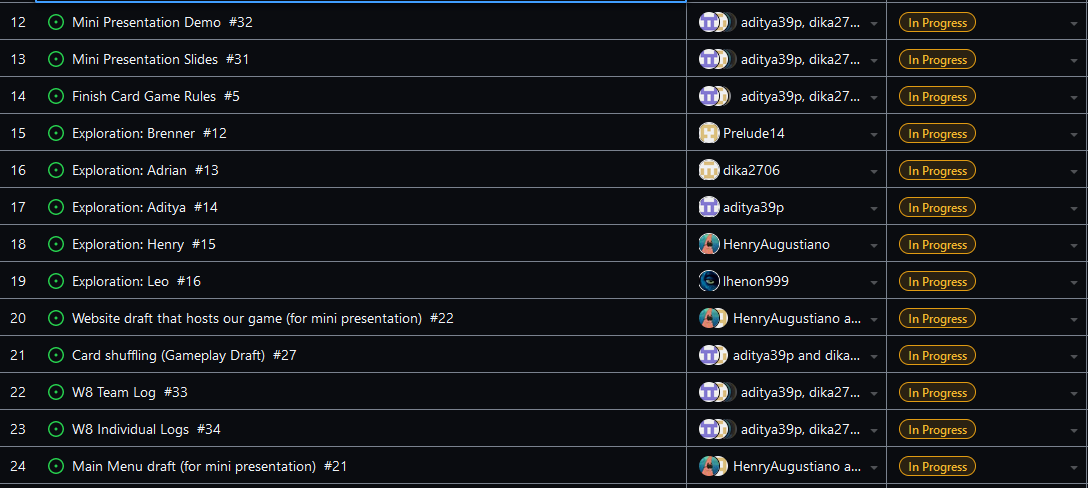 12 Mini Presentation Demo #32 aditya39p, dika27... In Progress
13 Mini Presentation Slides #31 aditya39p, dika27... In Progress
14 Finish Card Game Rules #5 aditya39p, dika27... In Progress
15 Exploration: Brenner #12 Prelude14 In Progress
16 Exploration: Adrian #13 dika2706 In Progress
17 Exploration: Aditya #14 aditya39p In Progress
18 Exploration: Henry #15 HenryAugustiano In Progress
19 Exploration: Leo #16 lhenon999 In Progress
20 Website draft that hosts our game (for mini presentation) #22 HenryAugustiano a... In Progress
21 Card shuffling (Gameplay Draft) #27 aditya39p and dika... In Progress
22 W8 Team Log #33 aditya39p, dika27... In Progress
23 W8 Individual Logs #34 aditya39p, dika27... In Progress
24 Main Menu draft (for mini presentation) #21 HenryAugustiano a... In Progress